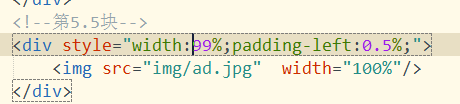 <!--第5.5块-->
<div style="width:99%;padding-left:0.5%;">
<img src="img/ad.jpg"  width="100%"/>
</div>